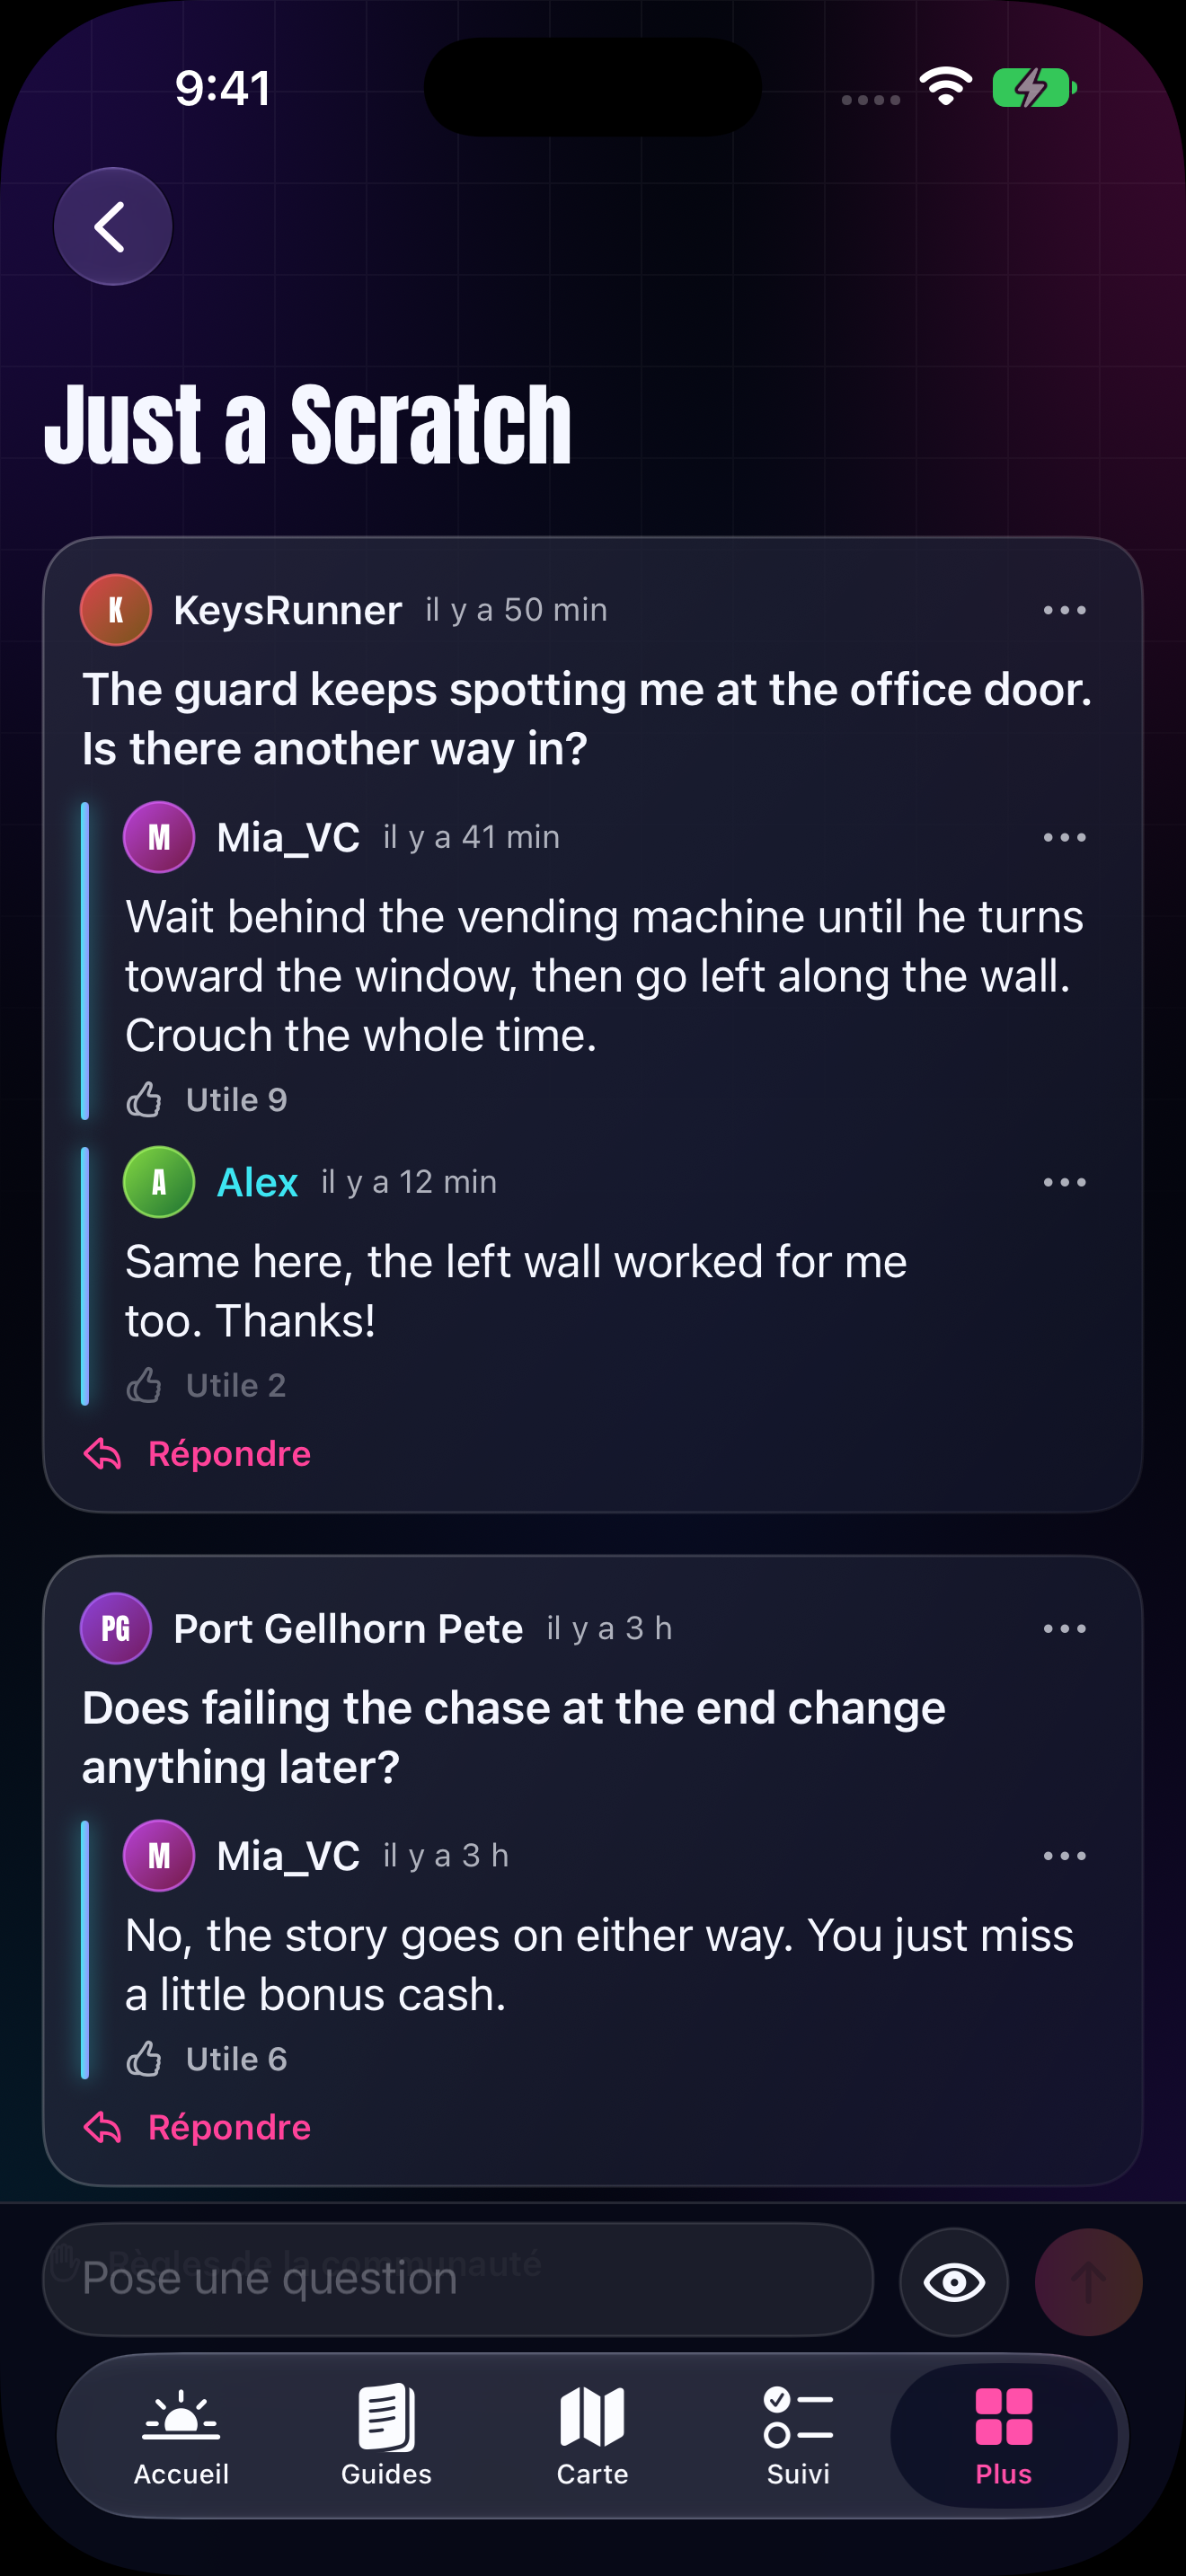 9:41
Just a Scratch
K KeysRunner il y a 50 min
The guard keeps spotting me at the office door.
Is there another way in?
M Mia_VC il y a 41 min
Wait behind the vending machine until he turns
toward the window, then go left along the wall.
Crouch the whole time.
Utile 9
A Alex il y a 12 min
Same here, the left wall worked for me
too. Thanks!
Utile 2
Répondre
PG Port Gellhorn Pete il y a 3 h
Does failing the chase at the end change
anything later?
M Mia_VC il y a 3 h
No, the story goes on either way. You just miss
a little bonus cash.
Utile 6
Répondre
Règles de la communauté
Pose une question
Accueil Guides Carte Suivi Plus